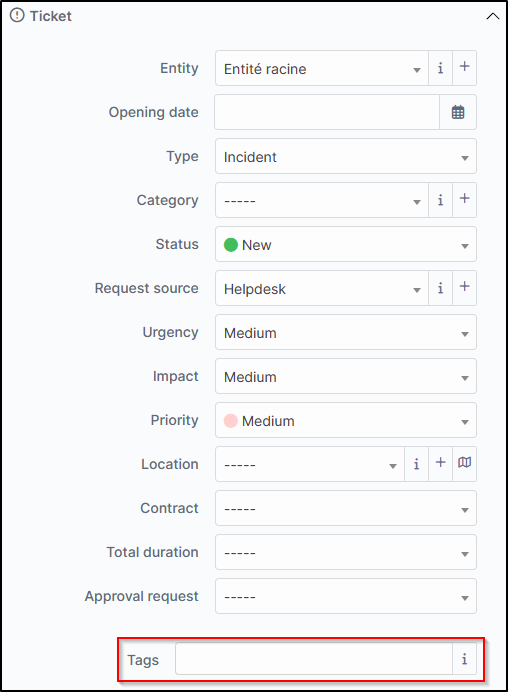 Ticket
Entity Entité racine i +
Opening date
Type Incident
Category ----- i +
Status New
Request source Helpdesk i +
Urgency Medium
Impact Medium
Priority Medium
Location ----- i +
Contract -----
Total duration -----
Approval request -----
Tags i